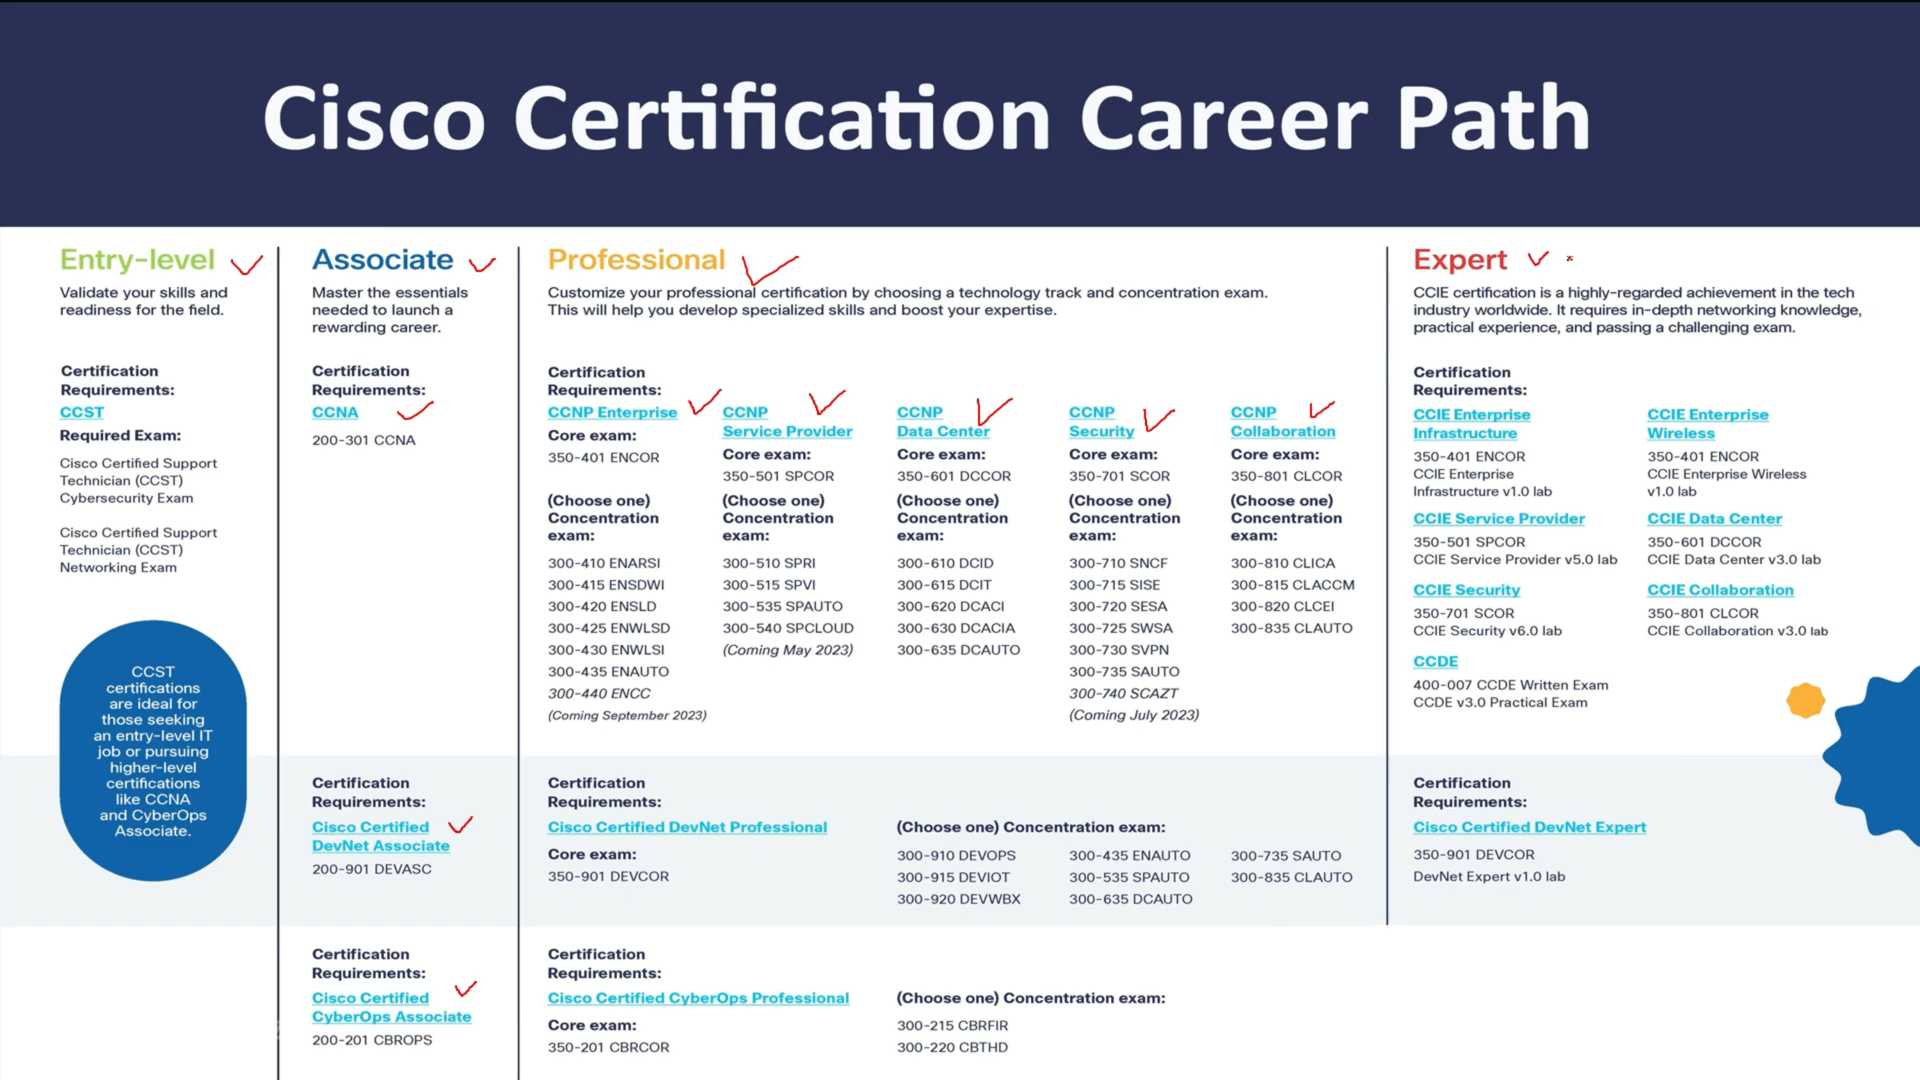 Cisco Certification Career Path
Entry-level
Validate your skills and
readiness for the field.
Certification
Requirements:
CCST
Required Exam:
Cisco Certified Support
Technician (CCST)
Cybersecurity Exam
Cisco Certified Support
Technician (CCST)
Networking Exam
CCST
certifications
are ideal for
those seeking
an entry-level IT
job or pursuing
higher-level
certifications
like CCNA
and CyberOps
Associate.
Associate
Master the essentials
needed to launch a
rewarding career.
Certification
Requirements:
CCNA
200-301 CCNA
Certification
Requirements:
Cisco Certified
DevNet Associate
200-901 DEVASC
Certification
Requirements:
Cisco Certified
CyberOps Associate
200-201 CBROPS
Professional
Customize your professional certification by choosing a technology track and concentration exam.
This will help you develop specialized skills and boost your expertise.
Certification
Requirements:
CCNP Enterprise
Core exam:
350-401 ENCOR
(Choose one)
Concentration
exam:
300-410 ENARSI
300-415 ENSDWI
300-420 ENSLD
300-425 ENWLSD
300-430 ENWLSI
300-435 ENAUTO
300-440 ENCC
(Coming September 2023)
CCNP
Service Provider
Core exam:
350-501 SPCOR
(Choose one)
Concentration
exam:
300-510 SPRI
300-515 SPVI
300-535 SPAUTO
300-540 SPCLOUD
(Coming May 2023)
CCNP
Data Center
Core exam:
350-601 DCCOR
(Choose one)
Concentration
exam:
300-610 DCID
300-615 DCIT
300-620 DCACI
300-630 DCACIA
300-635 DCAUTO
CCNP
Security
Core exam:
350-701 SCOR
(Choose one)
Concentration
exam:
300-710 SNCF
300-715 SISE
300-720 SESA
300-725 SWSA
300-730 SVPN
300-735 SAUTO
300-740 SCAZT
(Coming July 2023)
CCNP
Collaboration
Core exam:
350-801 CLCOR
(Choose one)
Concentration
exam:
300-810 CLICA
300-815 CLACCM
300-820 CLCEI
300-835 CLAUTO
Certification
Requirements:
Cisco Certified DevNet Professional
Core exam:
350-901 DEVCOR
(Choose one) Concentration exam:
300-910 DEVOPS
300-915 DEVIOT
300-920 DEVWBX
300-435 ENAUTO
300-535 SPAUTO
300-635 DCAUTO
300-735 SAUTO
300-835 CLAUTO
Certification
Requirements:
Cisco Certified CyberOps Professional
Core exam:
350-201 CBRCOR
(Choose one) Concentration exam:
300-215 CBRFIR
300-220 CBTHD
Expert
CCIE certification is a highly-regarded achievement in the tech
industry worldwide. It requires in-depth networking knowledge,
practical experience, and passing a challenging exam.
Certification
Requirements:
CCIE Enterprise
Infrastructure
350-401 ENCOR
CCIE Enterprise
Infrastructure v1.0 lab
CCIE Enterprise
Wireless
350-401 ENCOR
CCIE Enterprise Wireless
v1.0 lab
CCIE Service Provider
350-501 SPCOR
CCIE Service Provider v5.0 lab
CCIE Data Center
350-601 DCCOR
CCIE Data Center v3.0 lab
CCIE Security
350-701 SCOR
CCIE Security v6.0 lab
CCIE Collaboration
350-801 CLCOR
CCIE Collaboration v3.0 lab
CCDE
400-007 CCDE Written Exam
CCDE v3.0 Practical Exam
Certification
Requirements:
Cisco Certified DevNet Expert
350-901 DEVCOR
DevNet Expert v1.0 lab